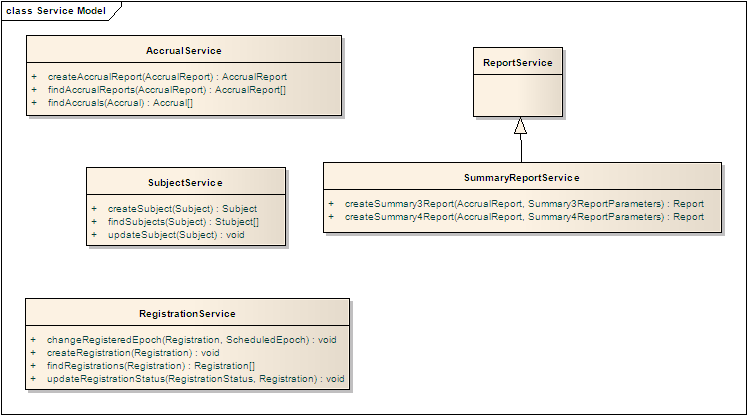 class Service Model
AccrualService
+ createAccrualReport(AccrualReport) : AccrualReport
+ findAccrualReports(AccrualReport) : AccrualReport[]
+ findAccruals(Accrual) : Accrual[]
ReportService
SubjectService
+ createSubject(Subject) : Subject
+ findSubjects(Subject) : Stubject[]
+ updateSubject(Subject) : void
SummaryReportService
+ createSummary3Report(AccrualReport, Summary3ReportParameters) : Report
+ createSummary4Report(AccrualReport, Summary4ReportParameters) : Report
RegistrationService
+ changeRegisteredEpoch(Registration, ScheduledEpoch) : void
+ createRegistration(Registration) : void
+ findRegistrations(Registration) : Registration[]
+ updateRegistrationStatus(RegistrationStatus, Registration) : void